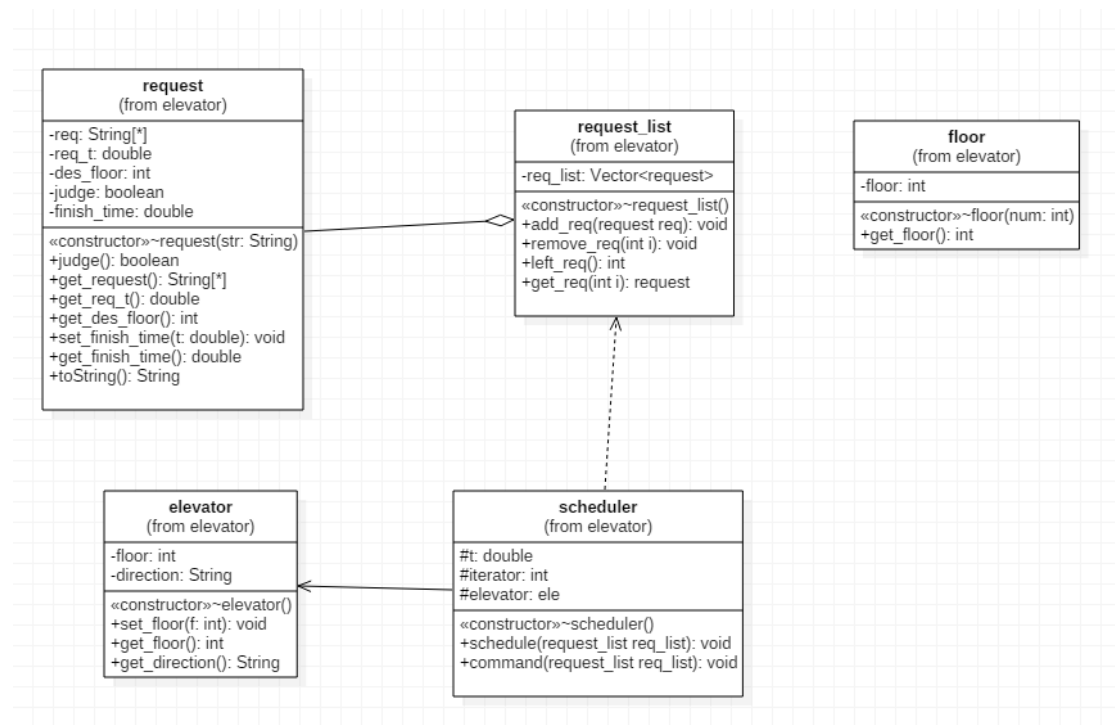 request
(from elevator)
-req: String[*]
-req_t: double
-des_floor: int
-judge: boolean
-finish_time: double
«constructor»~request(str: String)
+judge(): boolean
+get_request(): String[*]
+get_req_t(): double
+get_des_floor(): int
+set_finish_time(t: double): void
+get_finish_time(): double
+toString(): String
request_list
(from elevator)
-req_list: Vector<request>
«constructor»~request_list()
+add_req(request req): void
+remove_req(int i): void
+left_req(): int
+get_req(int i): request
floor
(from elevator)
-floor: int
«constructor»~floor(num: int)
+get_floor(): int
elevator
(from elevator)
-floor: int
-direction: String
«constructor»~elevator()
+set_floor(f: int): void
+get_floor(): int
+get_direction(): String
scheduler
(from elevator)
#t: double
#iterator: int
#elevator: ele
«constructor»~scheduler()
+schedule(request_list req_list): void
+command(request_list req_list): void